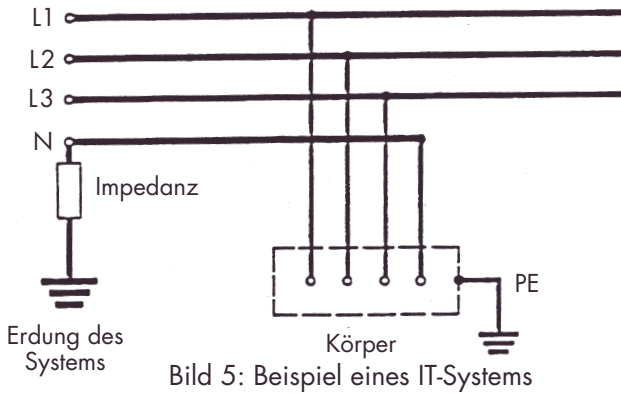 L1
L2
L3
N
Impedanz
PE
Erdung des
Systems
Körper
Bild 5: Beispiel eines IT-Systems